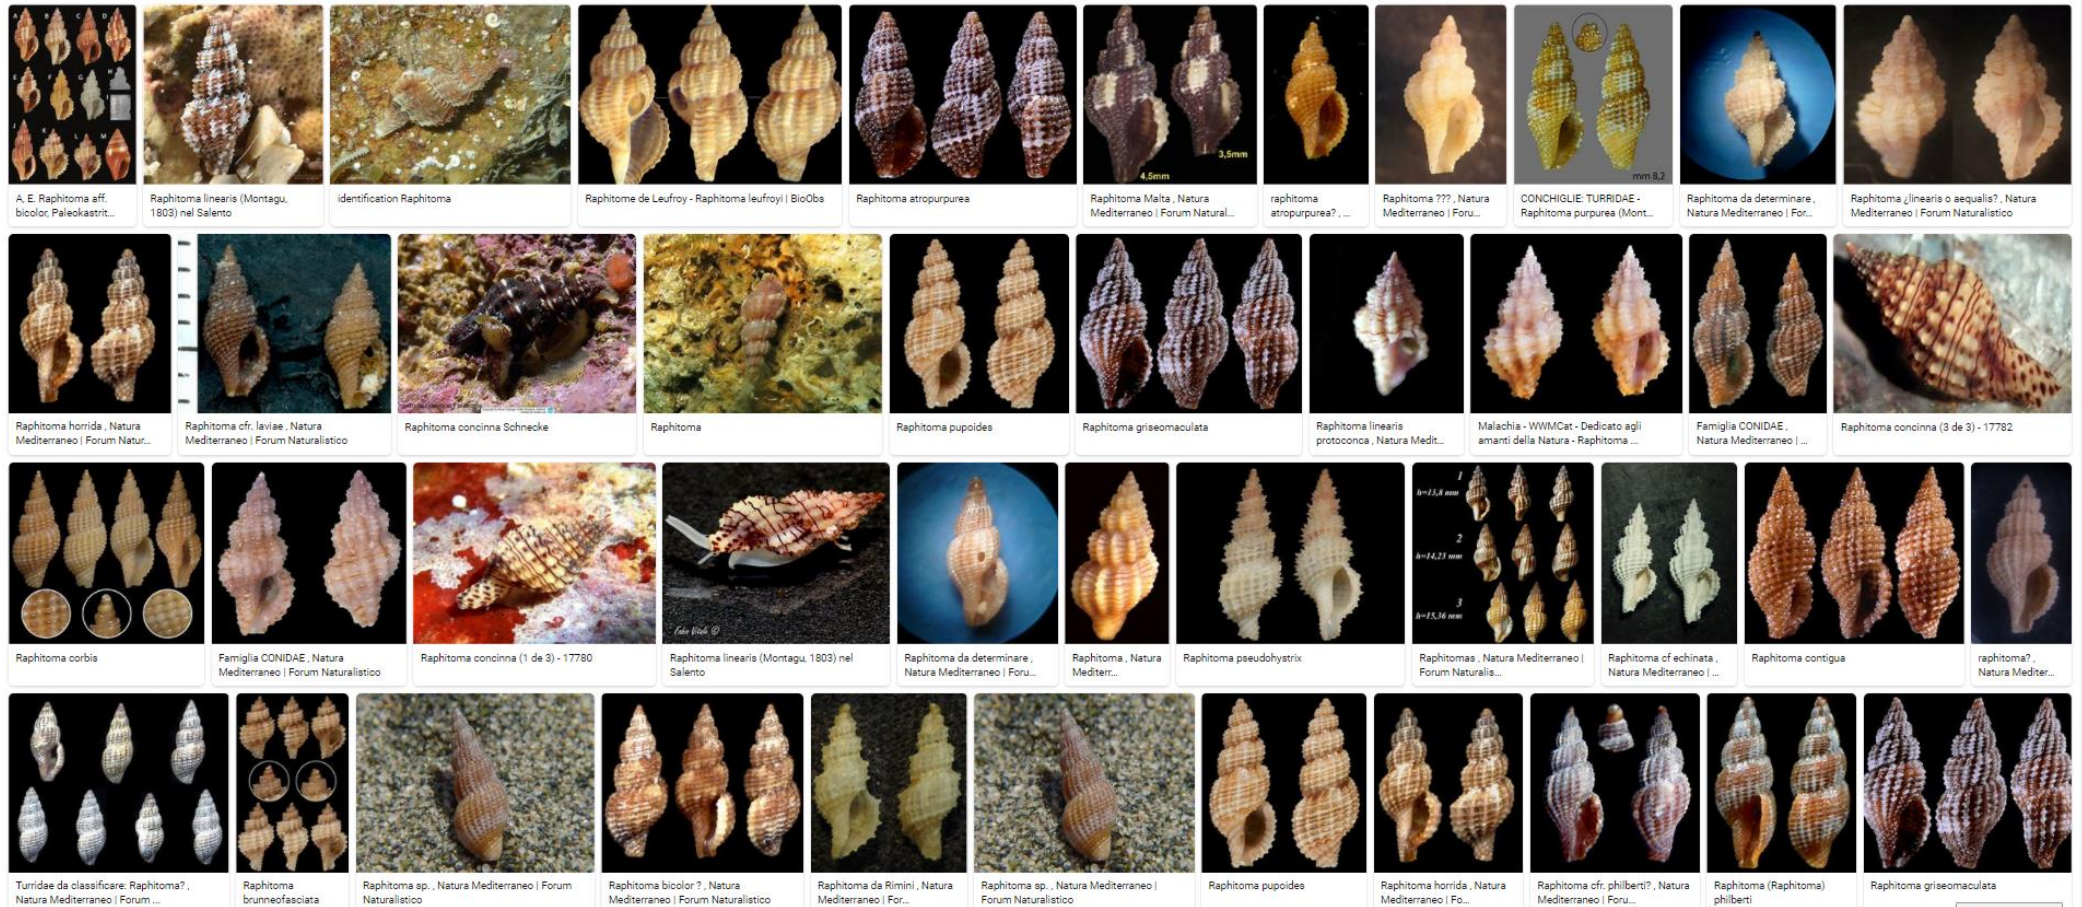 A B C D
E F G H
I
J K L M
4,5mm
3,5mm
mm 8,2
A, E. Raphitoma aff.
bicolor, Paleokastrit...
Raphitoma linearis (Montagu,
1803) nel Salento
identification Raphitoma
Raphitome de Leufroy - Raphitoma leufroyi | BioObs
Raphitoma atropurpurea
Raphitoma Malta , Natura
Mediterraneo | Forum Natural...
raphitoma
atropurpurea? , ...
Raphitoma ??? , Natura
Mediterraneo | Foru...
CONCHIGLIE: TURRIDAE -
Raphitoma purpurea (Mont...
Raphitoma da determinare ,
Natura Mediterraneo | For...
Raphitoma ¿linearis o aequalis? , Natura
Mediterraneo | Forum Naturalistico
Raphitoma horrida , Natura
Mediterraneo | Forum Natur...
Raphitoma cfr. laviae , Natura
Mediterraneo | Forum Naturalistico
Raphitoma concinna Schnecke
Raphitoma
Raphitoma pupoides
Raphitoma griseomaculata
Raphitoma linearis
protoconca , Natura Medit...
Malachia - WWMCat - Dedicato agli
amanti della Natura - Raphitoma ...
Famiglia CONIDAE ,
Natura Mediterraneo | ...
Raphitoma concinna (3 de 3) - 17782
Fabio Vitale ©
1
h=13,8 mm
2
h=14,23 mm
3
h=15,36 mm
Raphitoma corbis
Famiglia CONIDAE , Natura
Mediterraneo | Forum Naturalistico
Raphitoma concinna (1 de 3) - 17780
Raphitoma linearis (Montagu, 1803) nel
Salento
Raphitoma da determinare ,
Natura Mediterraneo | Foru...
Raphitoma , Natura
Mediterr...
Raphitoma pseudohystrix
Raphitomas , Natura Mediterraneo |
Forum Naturalis...
Raphitoma cf echinata ,
Natura Mediterraneo | ...
Raphitoma contigua
raphitoma? ,
Natura Mediter...
Turridae da classificare: Raphitoma? ,
Natura Mediterraneo | Forum ...
Raphitoma
brunneofasciata
Raphitoma sp. , Natura Mediterraneo | Forum
Naturalistico
Raphitoma bicolor ? , Natura
Mediterraneo | Forum Naturalistico
Raphitoma da Rimini , Natura
Mediterraneo | For...
Raphitoma sp. , Natura Mediterraneo |
Forum Naturalistico
Raphitoma pupoides
Raphitoma horrida , Natura
Mediterraneo | Fo...
Raphitoma cfr. philberti? , Natura
Mediterraneo | Foru...
Raphitoma (Raphitoma)
philberti
Raphitoma griseomaculata